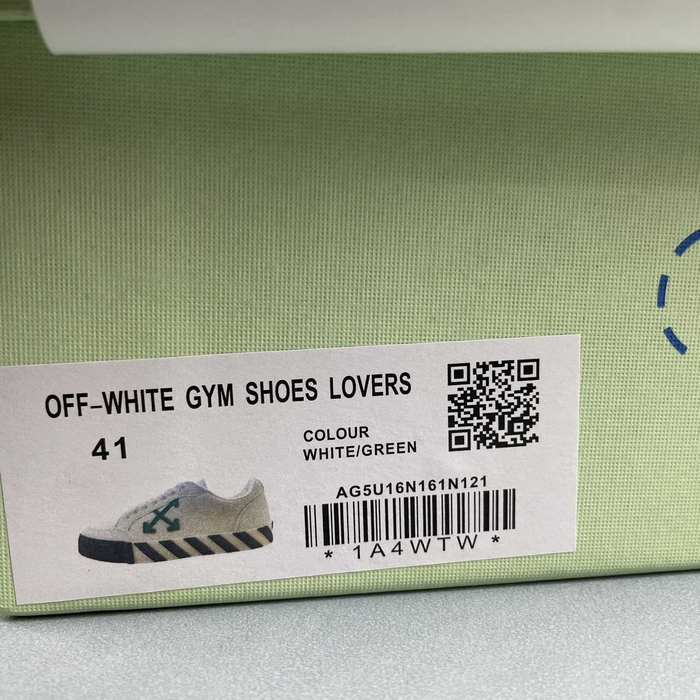 OFF-WHITE GYM SHOES LOVERS
41
COLOUR
WHITE/GREEN
AG5U16N161N121
* 1A4WTW *